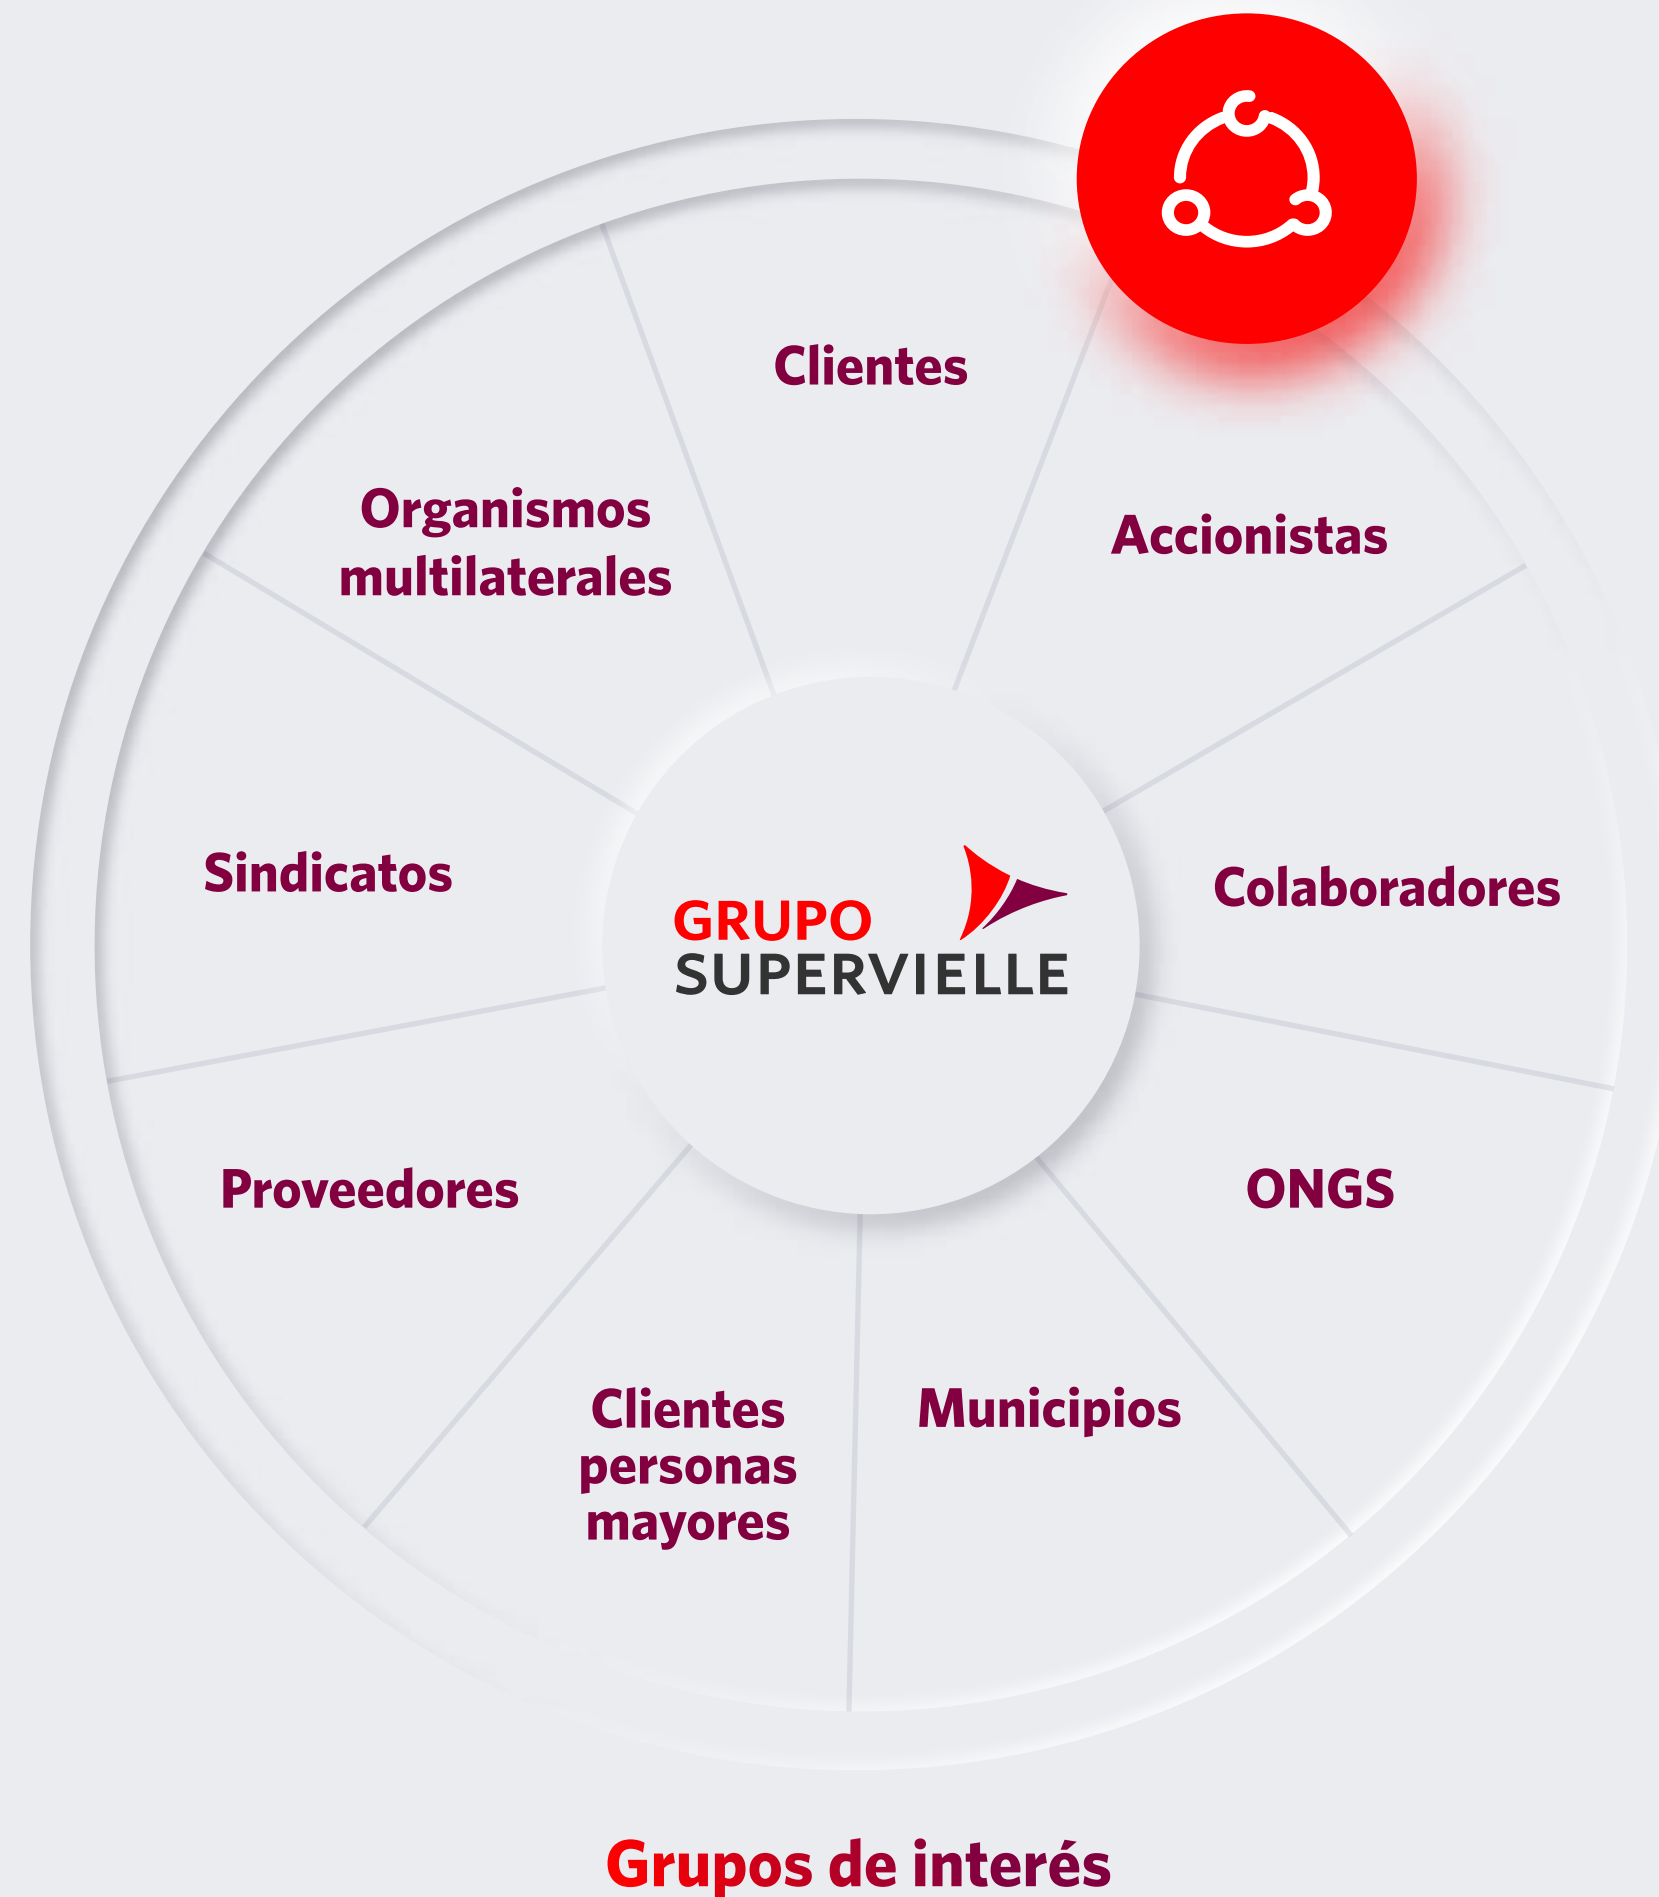 Clientes
Accionistas
Colaboradores
ONGS
Municipios
Clientes
personas
mayores
Proveedores
Sindicatos
Organismos
multilaterales
GRUPO
SUPERVIELLE
Grupos de interés